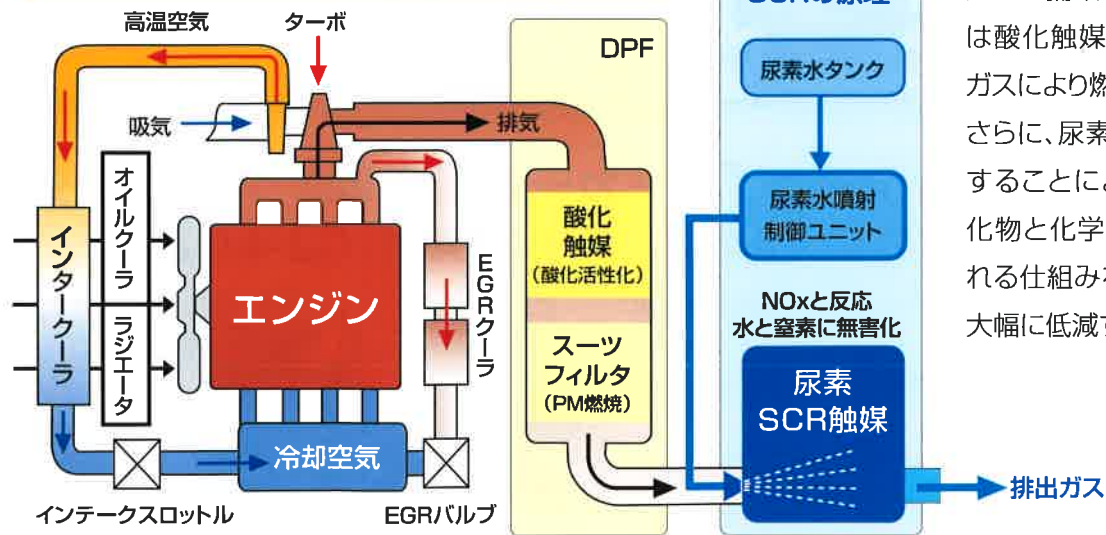 高温空気
ターボ
吸気
排気
オイルクーラ
ラジエータ
インタークーラ
エンジン
EGRクーラ
冷却空気
インテークスロットル
EGRバルブ
DPF
酸化
触媒
(酸化活性化)
スーツ
フィルタ
(PM燃焼)
尿素水タンク
尿素水噴射
制御ユニット
NOxと反応
水と窒素に無害化
尿素
SCR触媒
排出ガス
は酸化触媒
ガスにより燃
さらに、尿素
することによ
化物と化学
れる仕組みを
大幅に低減す